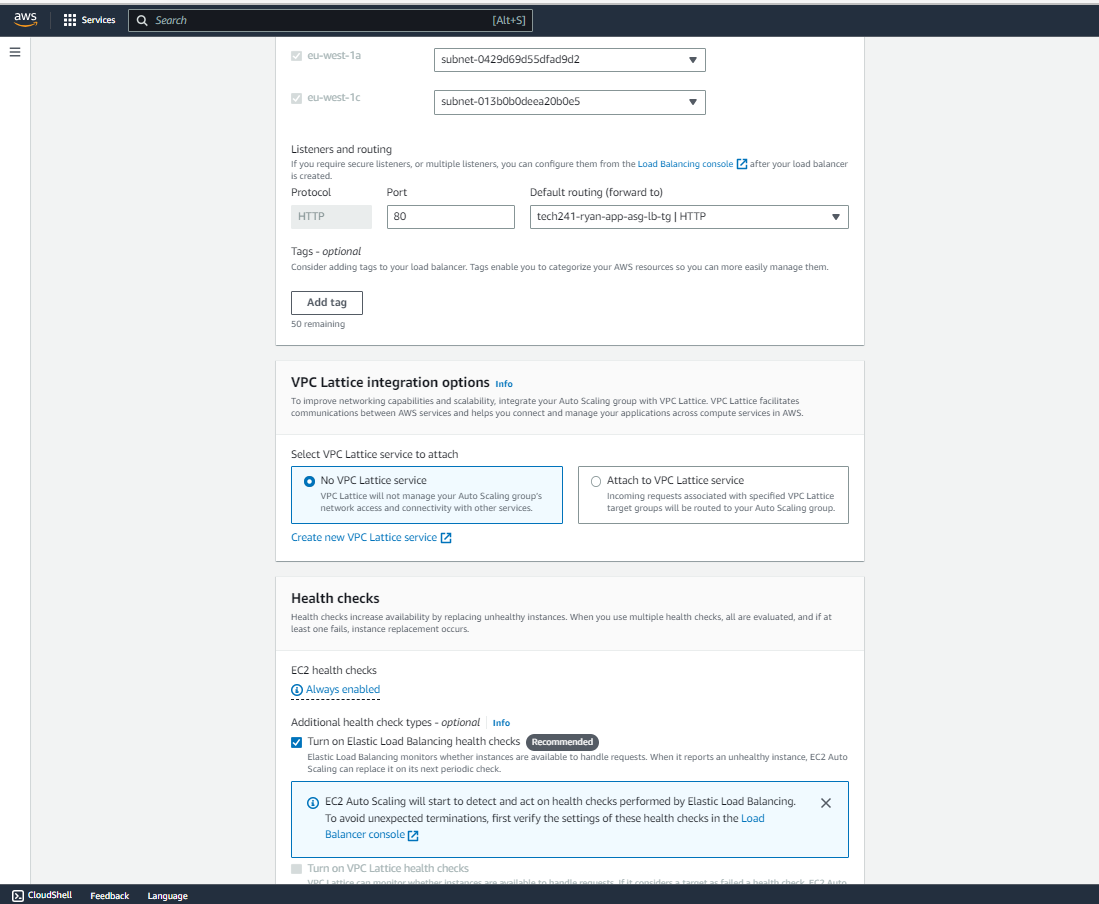 aws
Services
Search
[Alt+S]
eu-west-1a
subnet-0429d69d55dfad9d2
eu-west-1c
subnet-013b0b0deea20b0e5
Listeners and routing
If you require secure listeners, or multiple listeners, you can configure them from the Load Balancing console after your load balancer
is created.
Protocol
Port
Default routing (forward to)
HTTP
80
tech241-ryan-app-asg-lb-tg | HTTP
Tags - optional
Consider adding tags to your load balancer. Tags enable you to categorize your AWS resources so you can more easily manage them.
Add tag
50 remaining
VPC Lattice integration options Info
To improve networking capabilities and scalability, integrate your Auto Scaling group with VPC Lattice. VPC Lattice facilitates
communications between AWS services and helps you connect and manage your applications across compute services in AWS.
Select VPC Lattice service to attach
No VPC Lattice service
VPC Lattice will not manage your Auto Scaling group's
network access and connectivity with other services.
Attach to VPC Lattice service
Incoming requests associated with specified VPC Lattice
target groups will be routed to your Auto Scaling group.
Create new VPC Lattice service
Health checks
Health checks increase availability by replacing unhealthy instances. When you use multiple health checks, all are evaluated, and if at
least one fails, instance replacement occurs.
EC2 health checks
Always enabled
Additional health check types - optional Info
Turn on Elastic Load Balancing health checks Recommended
Elastic Load Balancing monitors whether instances are available to handle requests. When it reports an unhealthy instance, EC2 Auto
Scaling can replace it on its next periodic check.
EC2 Auto Scaling will start to detect and act on health checks performed by Elastic Load Balancing.
To avoid unexpected terminations, first verify the settings of these health checks in the Load
Balancer console
Turn on VPC Lattice health checks
VPC Lattice can monitor whether instances are available to handle requests. If it considers a target as failed a health check, EC2 Auto
CloudShell
Feedback
Language